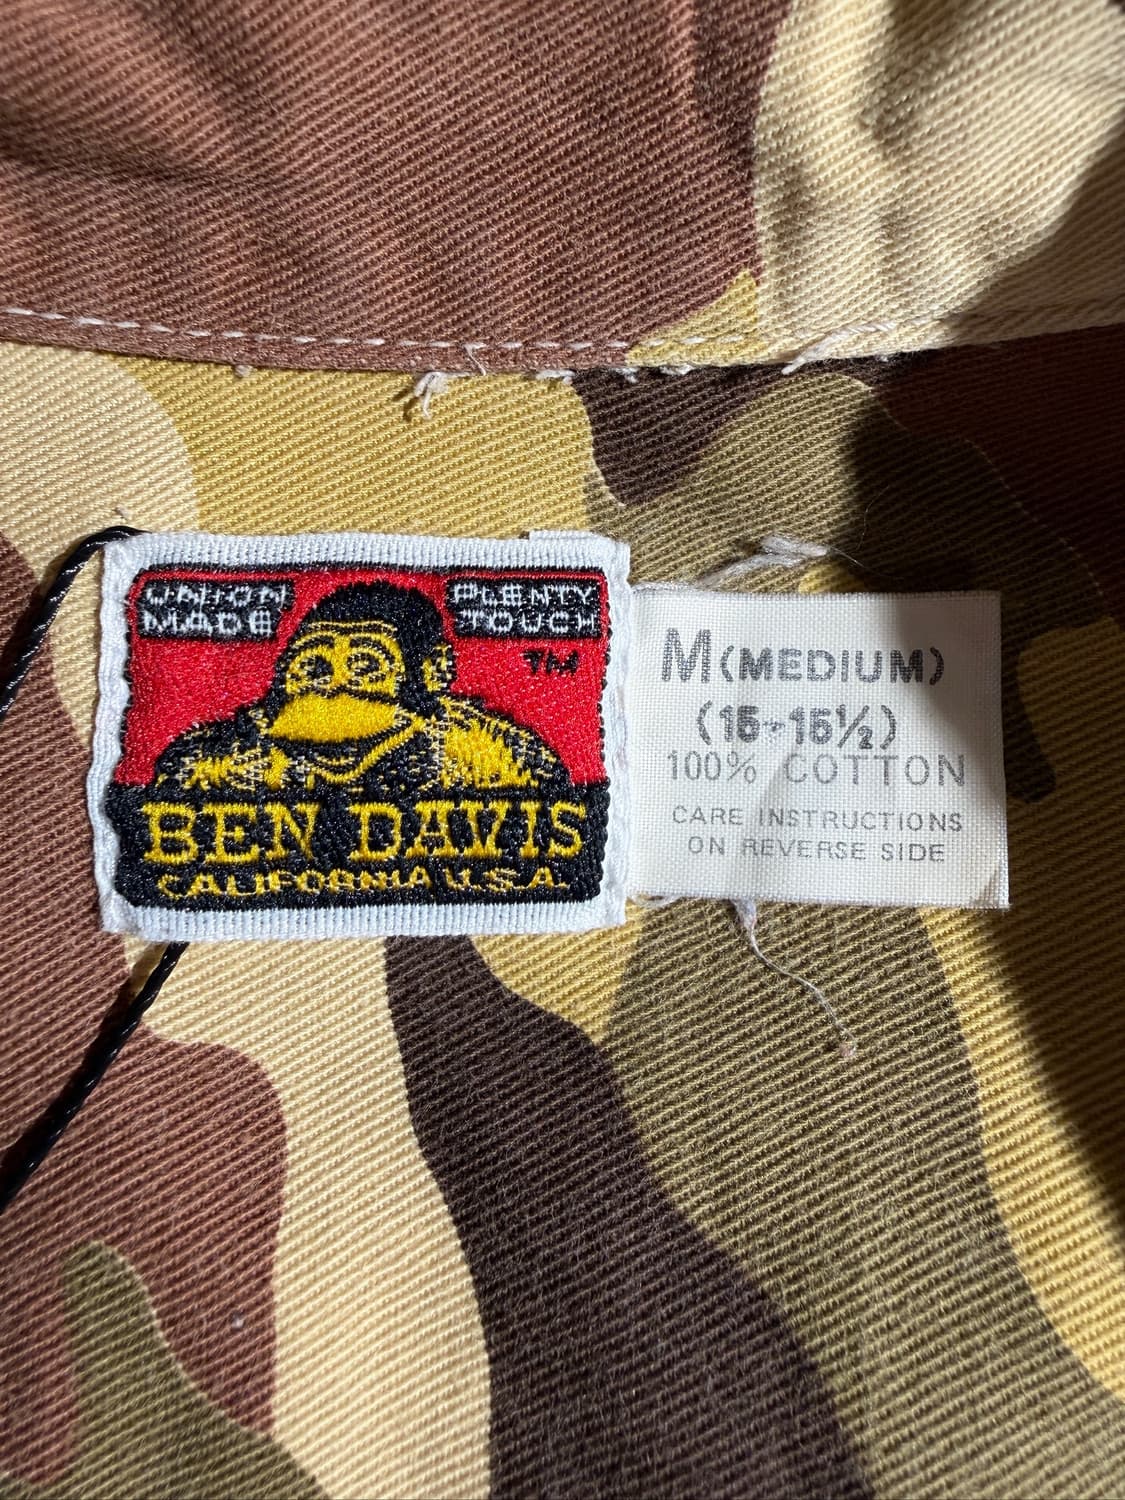 UNION
MADE
PLENTY
TOUGH
TM
BEN DAVIS
CALIFORNIA U.S.A.
M (MEDIUM)
(15-15½)
100% COTTON
CARE INSTRUCTIONS
ON REVERSE SIDE